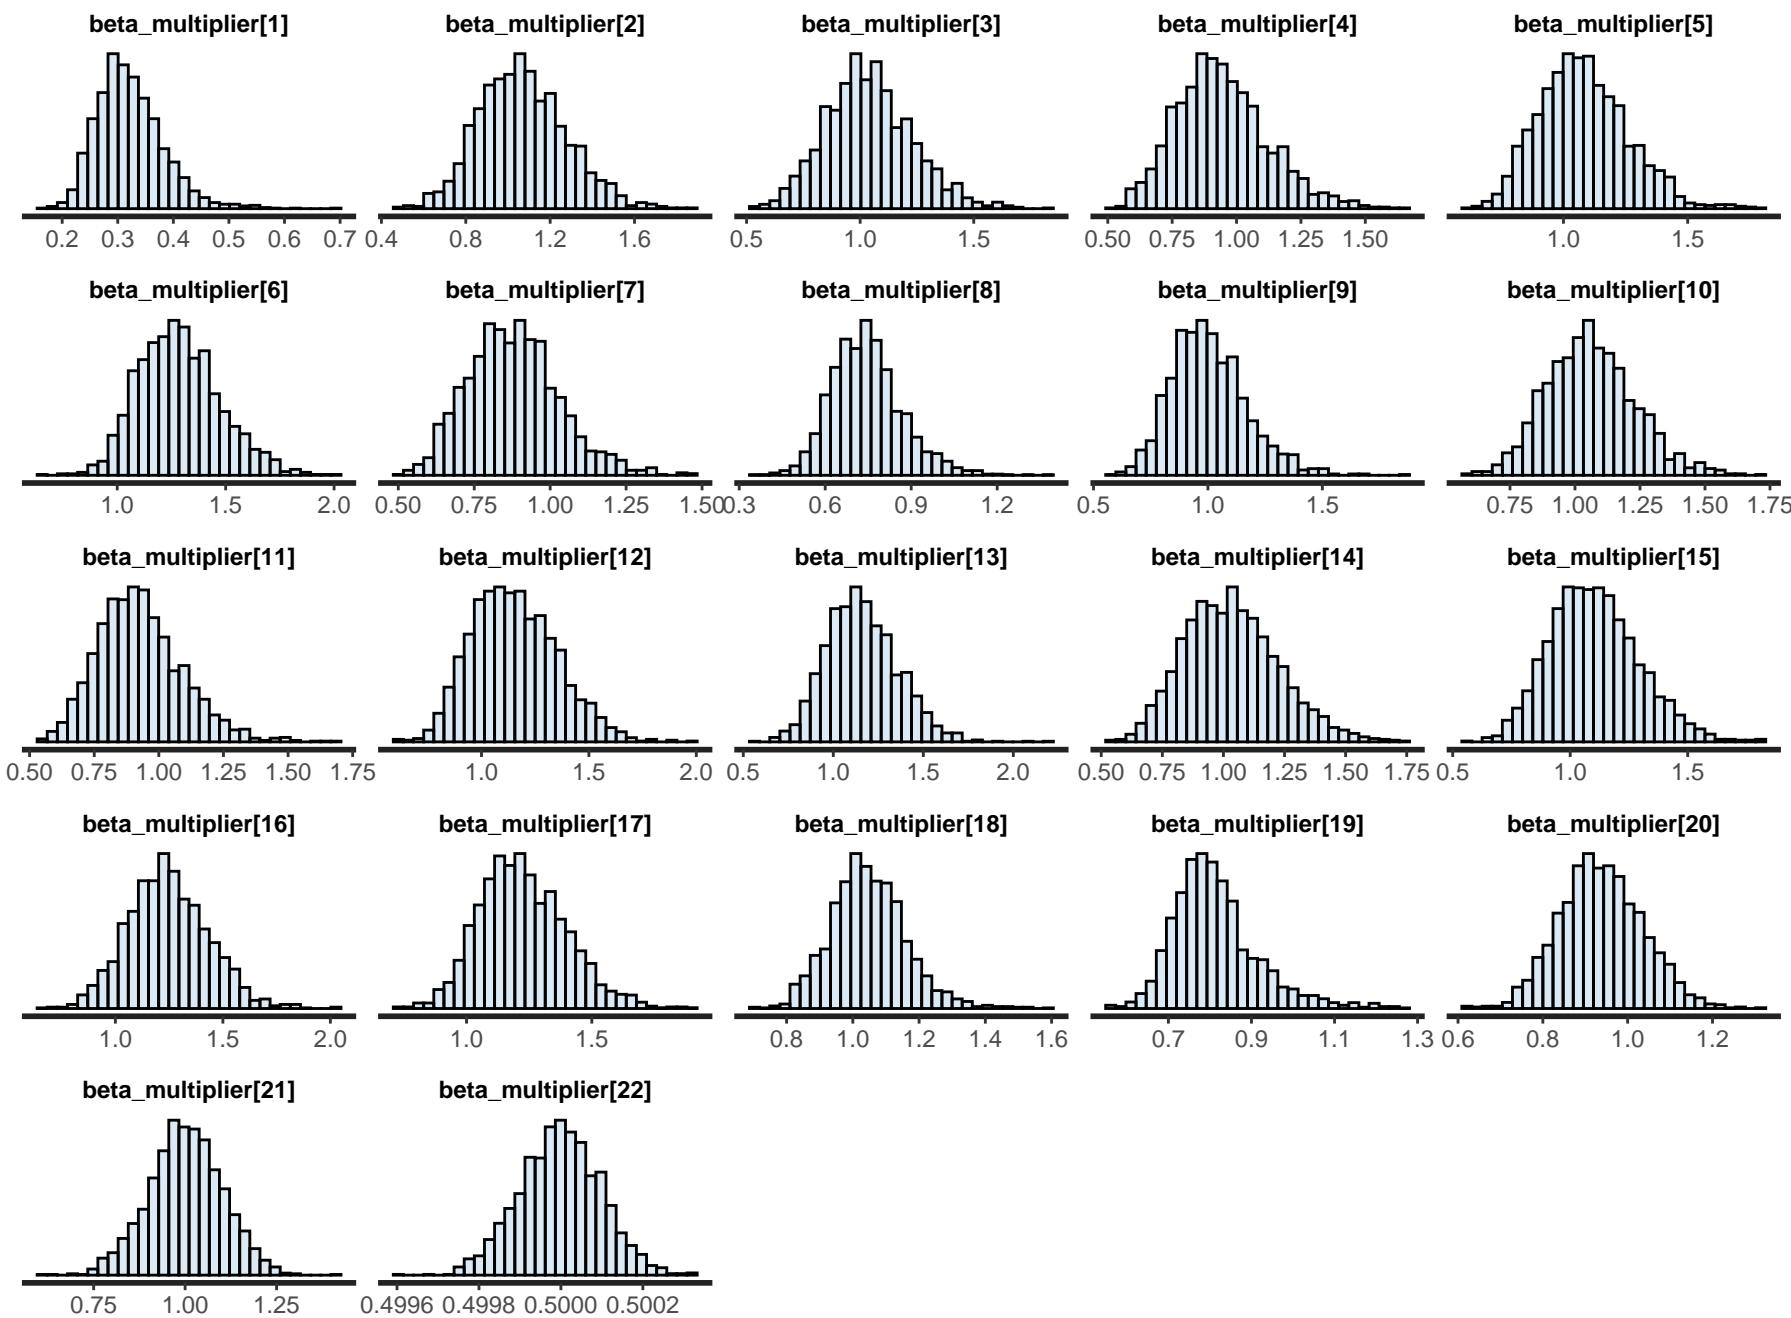 beta_multiplier[1] beta_multiplier[2] beta_multiplier[3] beta_multiplier[4] beta_multiplier[5]
0.2 0.3 0.4 0.5 0.6 0.7 0.4 0.8 1.2 1.6 0.5 1.0 1.5 0.50 0.75 1.00 1.25 1.50 1.0 1.5
beta_multiplier[6] beta_multiplier[7] beta_multiplier[8] beta_multiplier[9] beta_multiplier[10]
1.0 1.5 2.0 0.50 0.75 1.00 1.25 1.50 0.3 0.6 0.9 1.2 0.5 1.0 1.5 0.75 1.00 1.25 1.50 1.75
beta_multiplier[11] beta_multiplier[12] beta_multiplier[13] beta_multiplier[14] beta_multiplier[15]
0.50 0.75 1.00 1.25 1.50 1.75 1.0 1.5 2.0 0.5 1.0 1.5 2.0 0.50 0.75 1.00 1.25 1.50 1.75 0.5 1.0 1.5
beta_multiplier[16] beta_multiplier[17] beta_multiplier[18] beta_multiplier[19] beta_multiplier[20]
1.0 1.5 2.0 1.0 1.5 0.8 1.0 1.2 1.4 1.6 0.7 0.9 1.1 1.3 0.6 0.8 1.0 1.2
beta_multiplier[21] beta_multiplier[22]
0.75 1.00 1.25 0.4996 0.4998 0.5000 0.5002